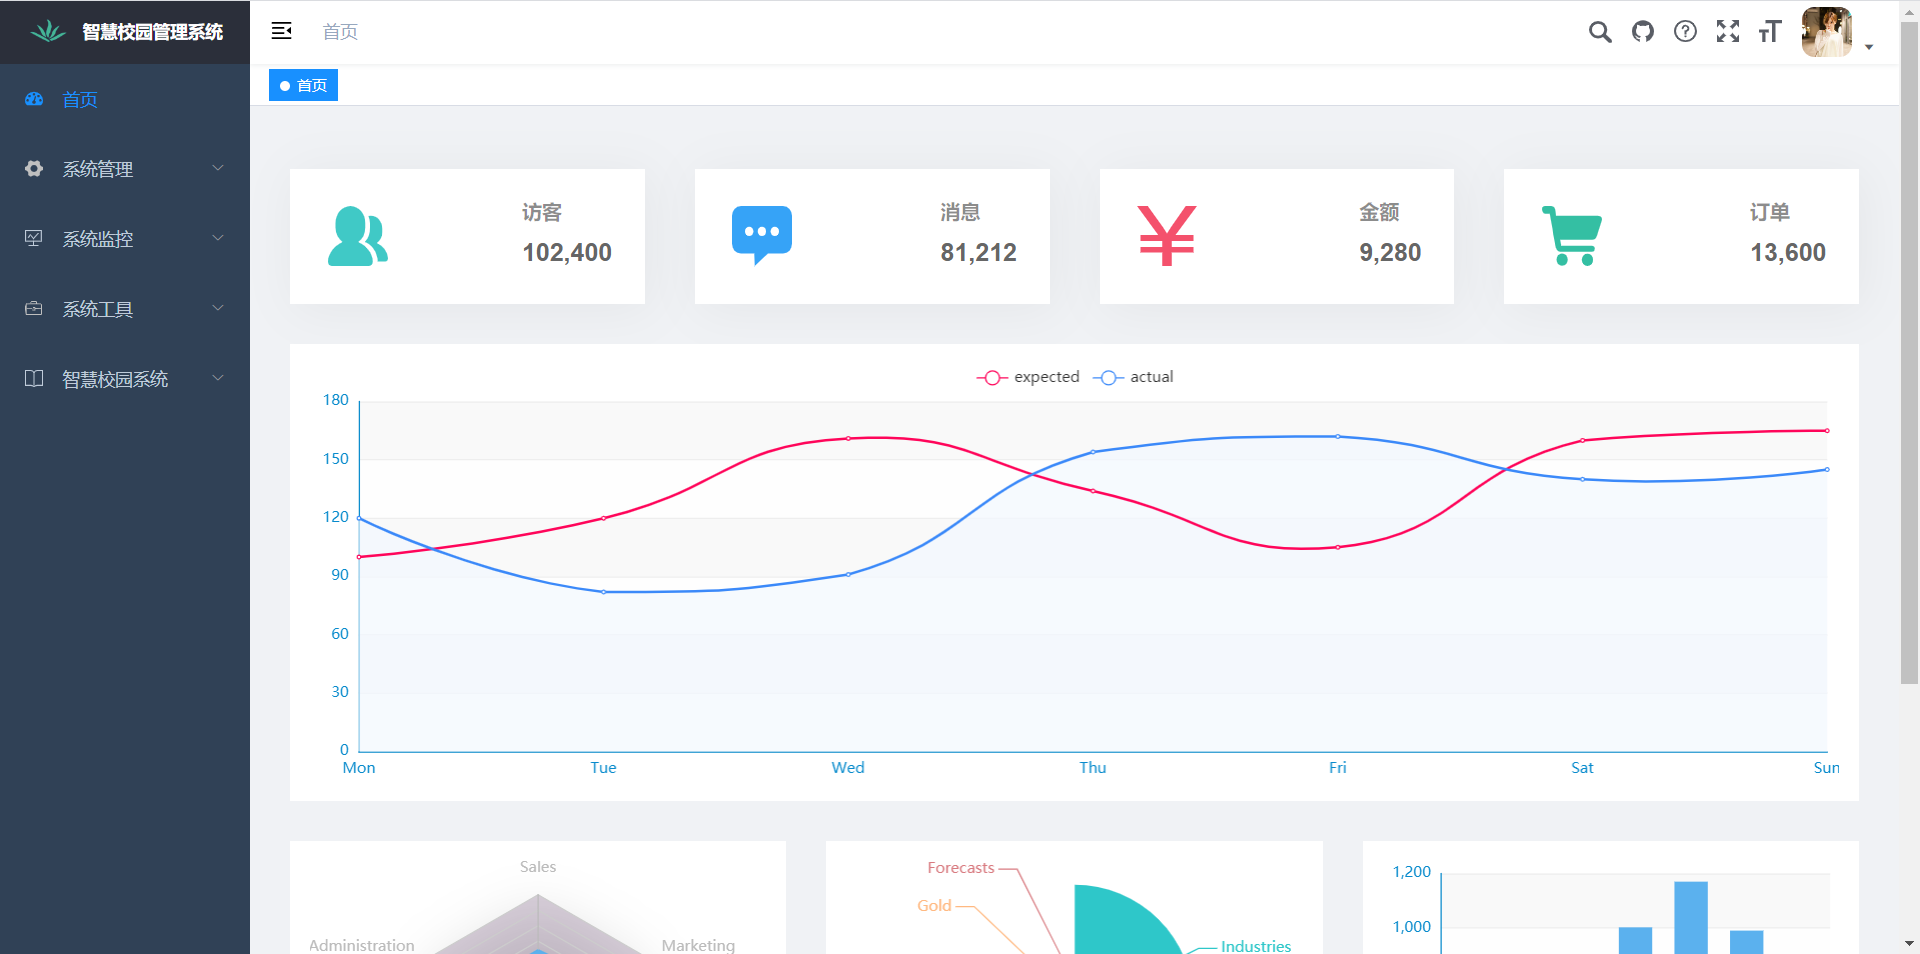 智慧校园管理系统
首页
首页
首页
系统管理
系统监控
系统工具
智慧校园系统
访客
102,400
消息
81,212
金额
9,280
订单
13,600
expected
actual
180
150
120
90
60
30
0
Mon Tue Wed Thu Fri Sat Sun
Sales
Administration
Marketing
Forecasts
Gold
Industries
1,200
1,000